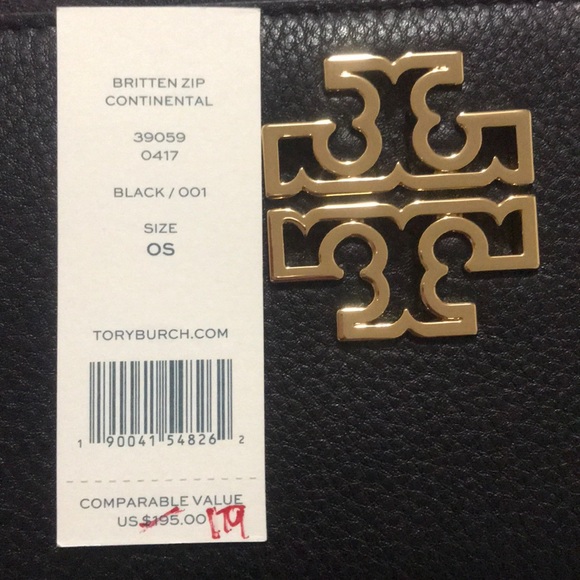 BRITTEN ZIP
CONTINENTAL
39059
0417
BLACK / 001
SIZE
OS
TORYBURCH.COM
1 90041 54826 2
COMPARABLE VALUE
US $195.00 179